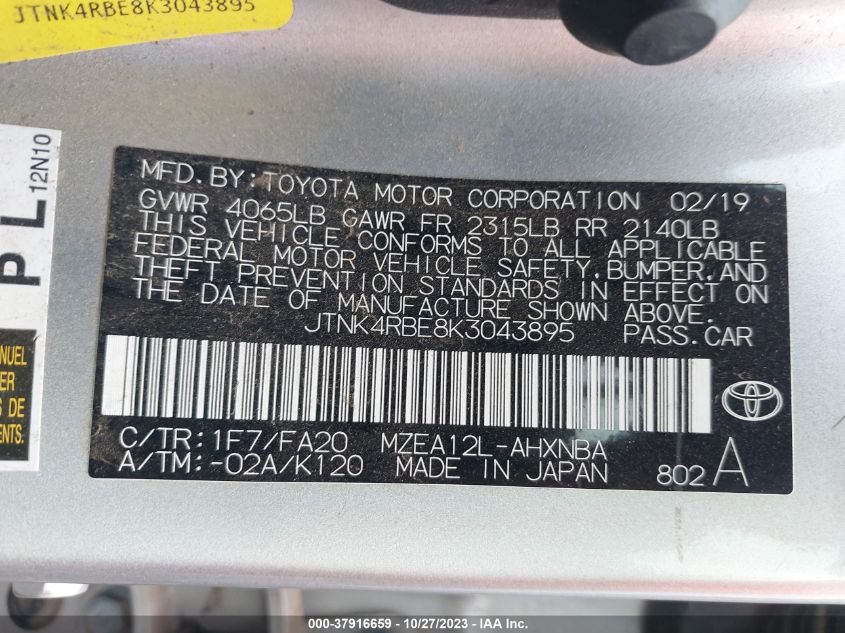 JTNK4RBE8K3043895
12N10
P L
MFD. BY: TOYOTA MOTOR CORPORATION 02/19
GVWR 4065LB GAWR FR 2315LB RR 2140LB
THIS VEHICLE CONFORMS TO ALL APPLICABLE
FEDERAL MOTOR VEHICLE SAFETY, BUMPER, AND
THEFT PREVENTION STANDARDS IN EFFECT ON
THE DATE OF MANUFACTURE SHOWN ABOVE.
JTNK4RBE8K3043895 PASS. CAR
C/TR: 1F7/FA20 MZEA12L-AHXNBA
A/TM: -02A/K120 MADE IN JAPAN 802 A
ANUEL
ER
S DE
ENTS.
000-37916659 - 10/27/2023 - IAA Inc.